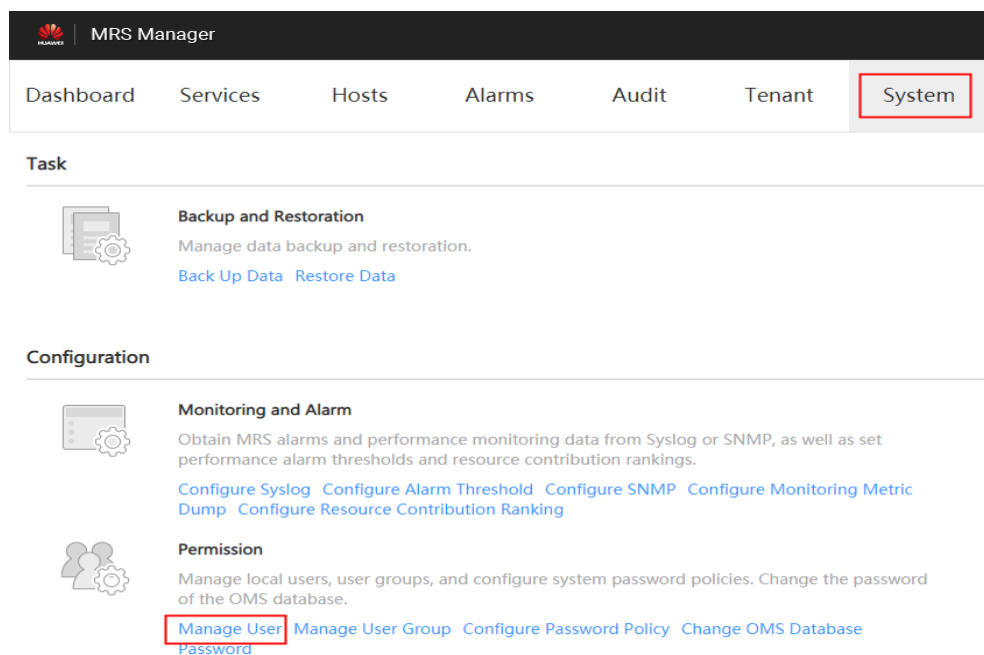 HUAWEI MRS Manager
Dashboard Services Hosts Alarms Audit Tenant System
Task
Backup and Restoration
Manage data backup and restoration.
Back Up Data Restore Data
Configuration
Monitoring and Alarm
Obtain MRS alarms and performance monitoring data from Syslog or SNMP, as well as set
performance alarm thresholds and resource contribution rankings.
Configure Syslog Configure Alarm Threshold Configure SNMP Configure Monitoring Metric
Dump Configure Resource Contribution Ranking
Permission
Manage local users, user groups, and configure system password policies. Change the password
of the OMS database.
Manage User Manage User Group Configure Password Policy Change OMS Database
Password